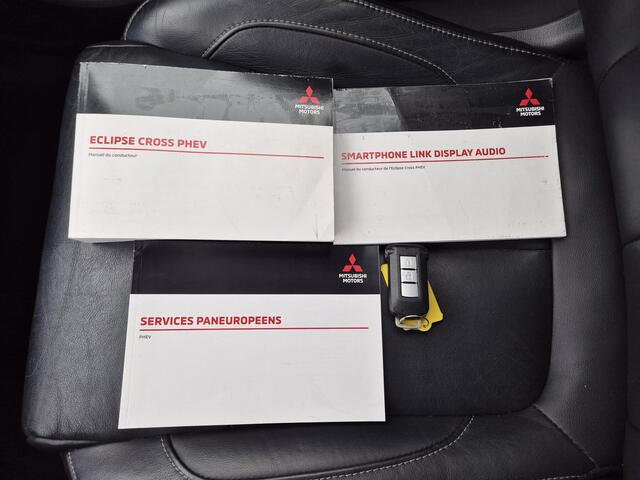 MITSUBISHI
MOTORS
ECLIPSE CROSS PHEV
Manuel du conducteur
MITSUBISHI
MOTORS
SMARTPHONE LINK DISPLAY AUDIO
Manuel du conducteur de l'Eclipse Cross PHEV
MITSUBISHI
MOTORS
SERVICES PANEUROPEENS
PHEV